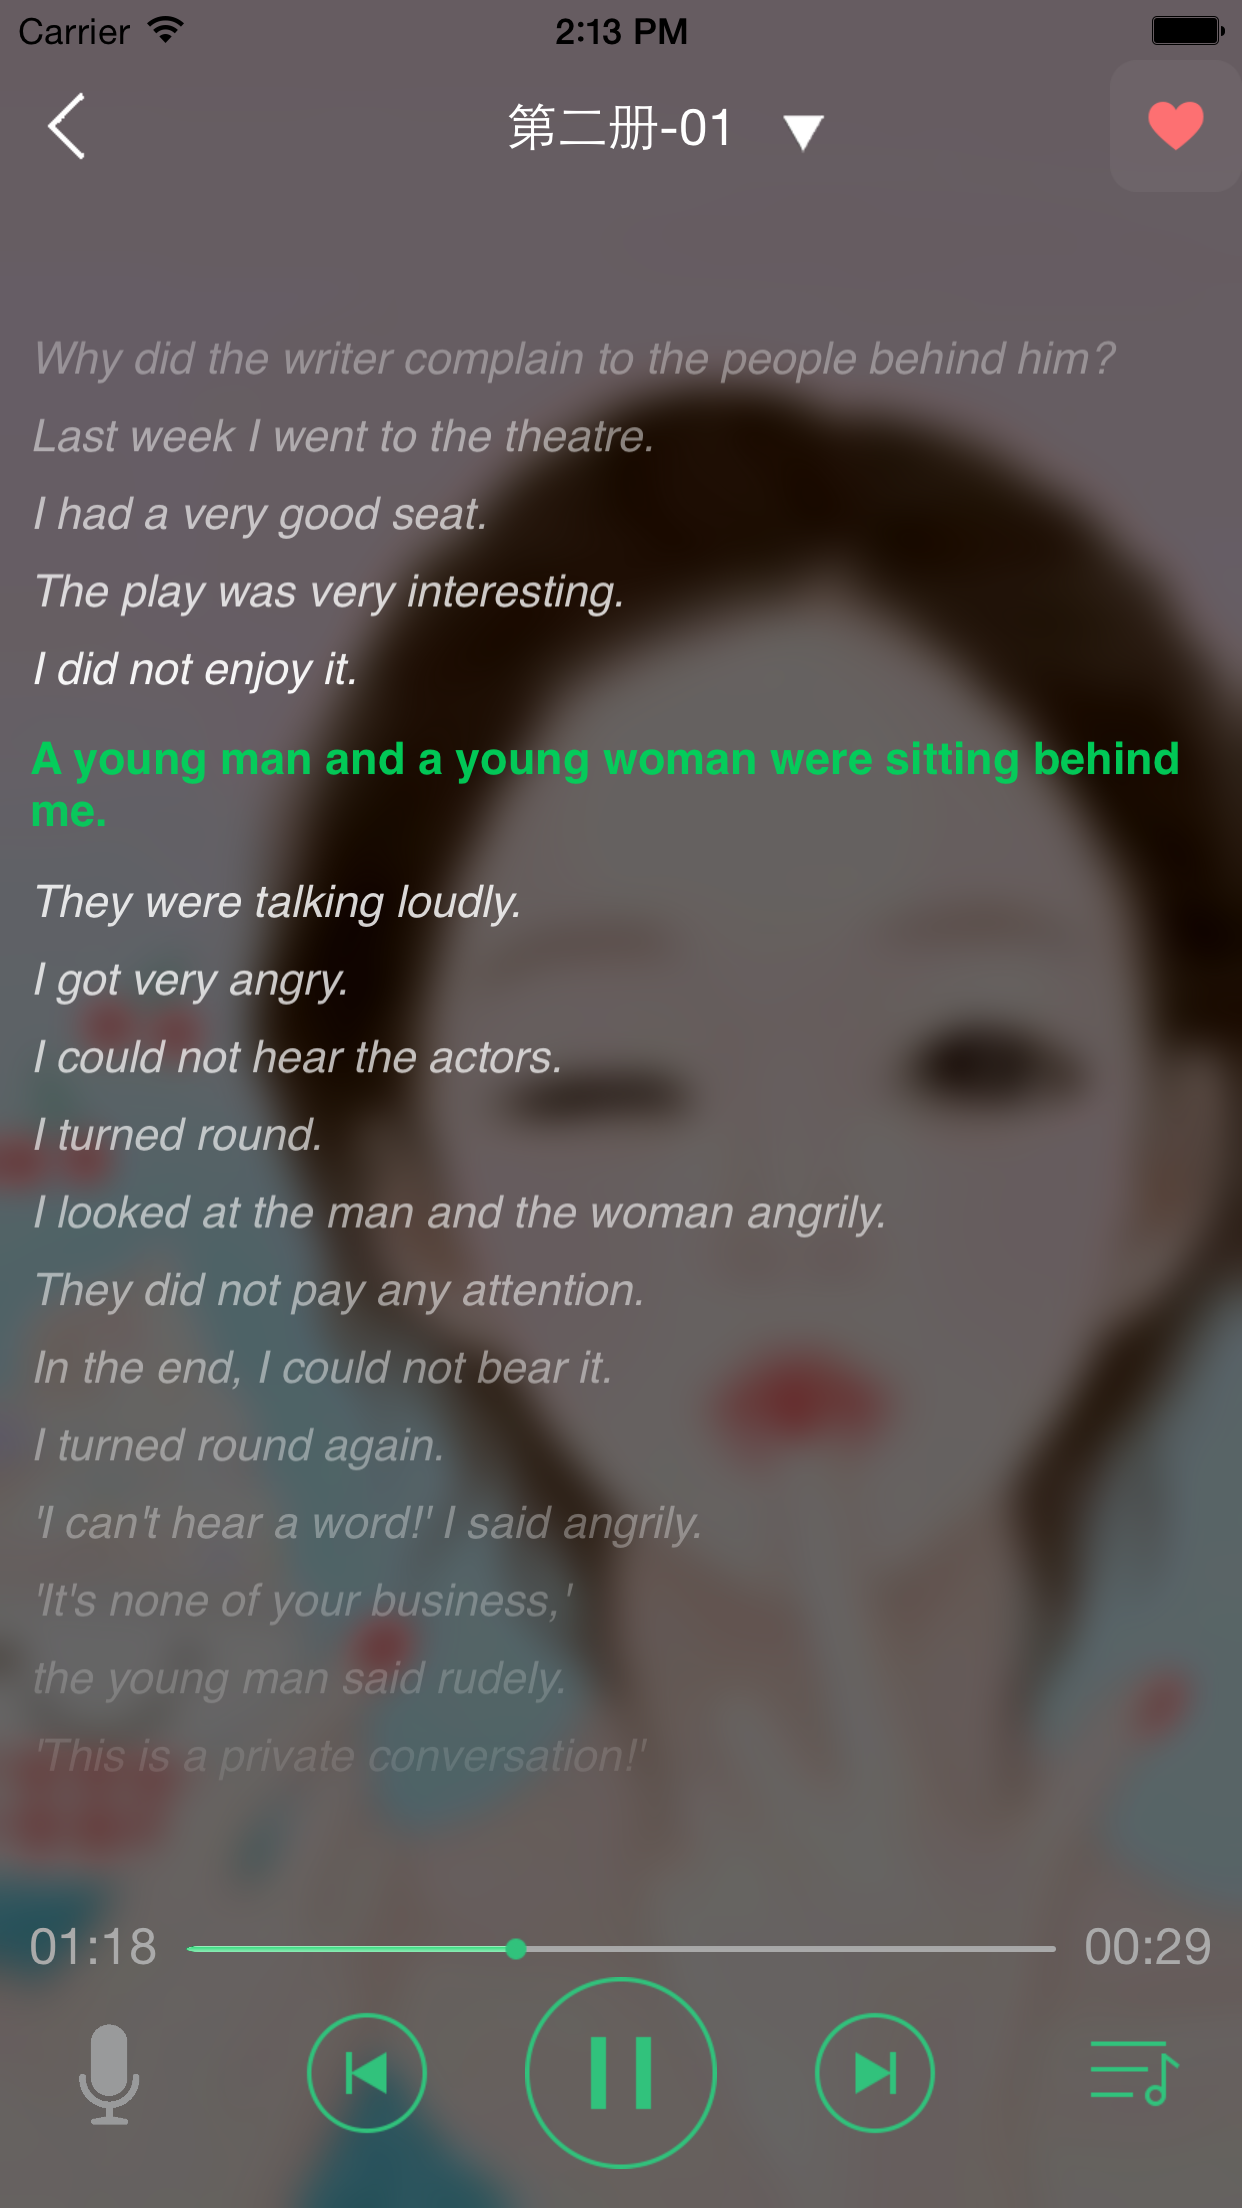 Carrier 2:13 PM
第二册-01
Why did the writer complain to the people behind him?
Last week I went to the theatre.
I had a very good seat.
The play was very interesting.
I did not enjoy it.
A young man and a young woman were sitting behind
me.
They were talking loudly.
I got very angry.
I could not hear the actors.
I turned round.
I looked at the man and the woman angrily.
They did not pay any attention.
In the end, I could not bear it.
I turned round again.
'I can't hear a word!' I said angrily.
'It's none of your business,'
the young man said rudely.
'This is a private conversation!'
01:18 00:29